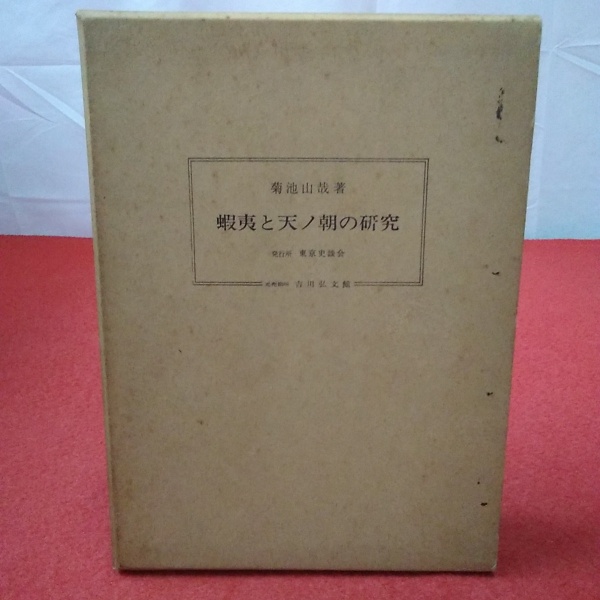 菊池山哉著
蝦夷と天ノ朝の研究
発行所 東京史談会
吉川弘文館